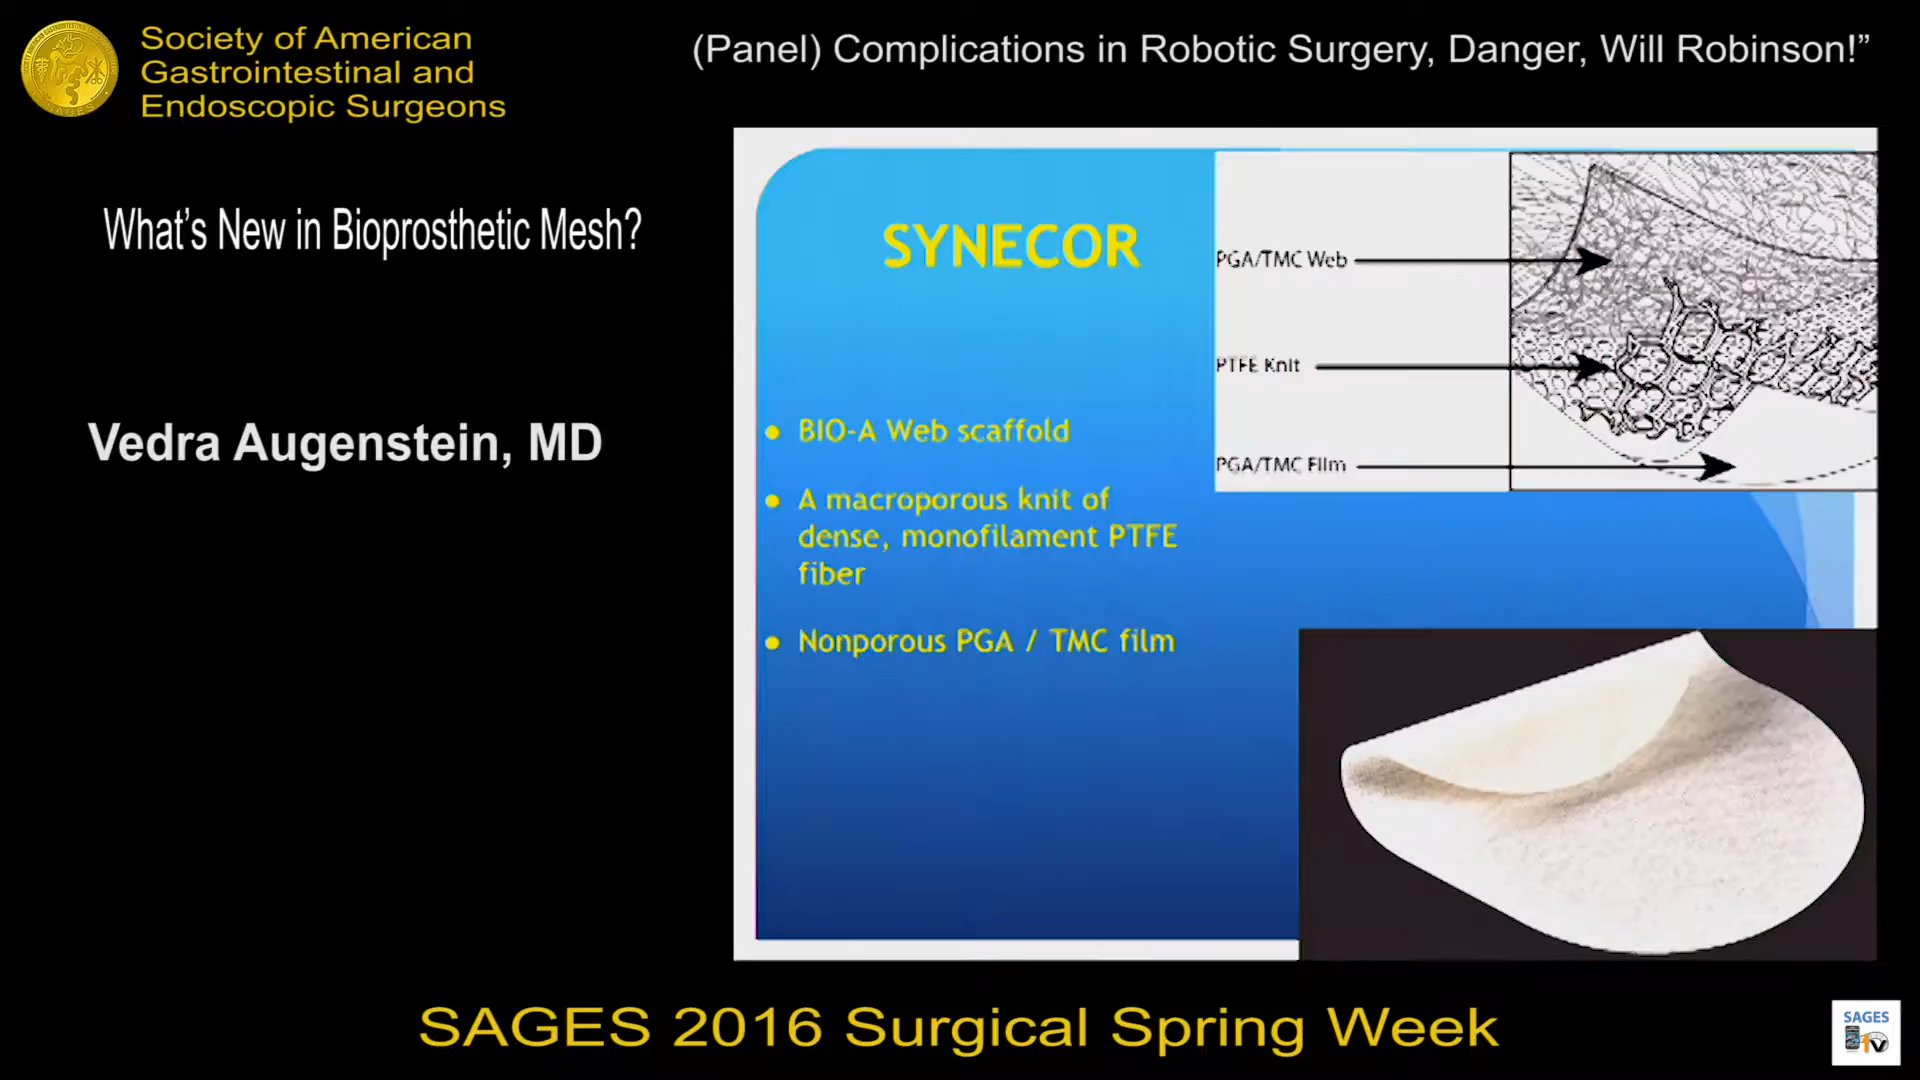 Society of American
Gastrointestinal and
Endoscopic Surgeons
(Panel) Complications in Robotic Surgery, Danger, Will Robinson!”
What’s New in Bioprosthetic Mesh?
Vedra Augenstein, MD
SYNECOR
● BIO-A Web scaffold
● A macroporous knit of
dense, monofilament PTFE
fiber
● Nonporous PGA / TMC film
PGA/TMC Web
PTFE Knit
PGA/TMC Film
SAGES 2016 Surgical Spring Week
SAGES
TV